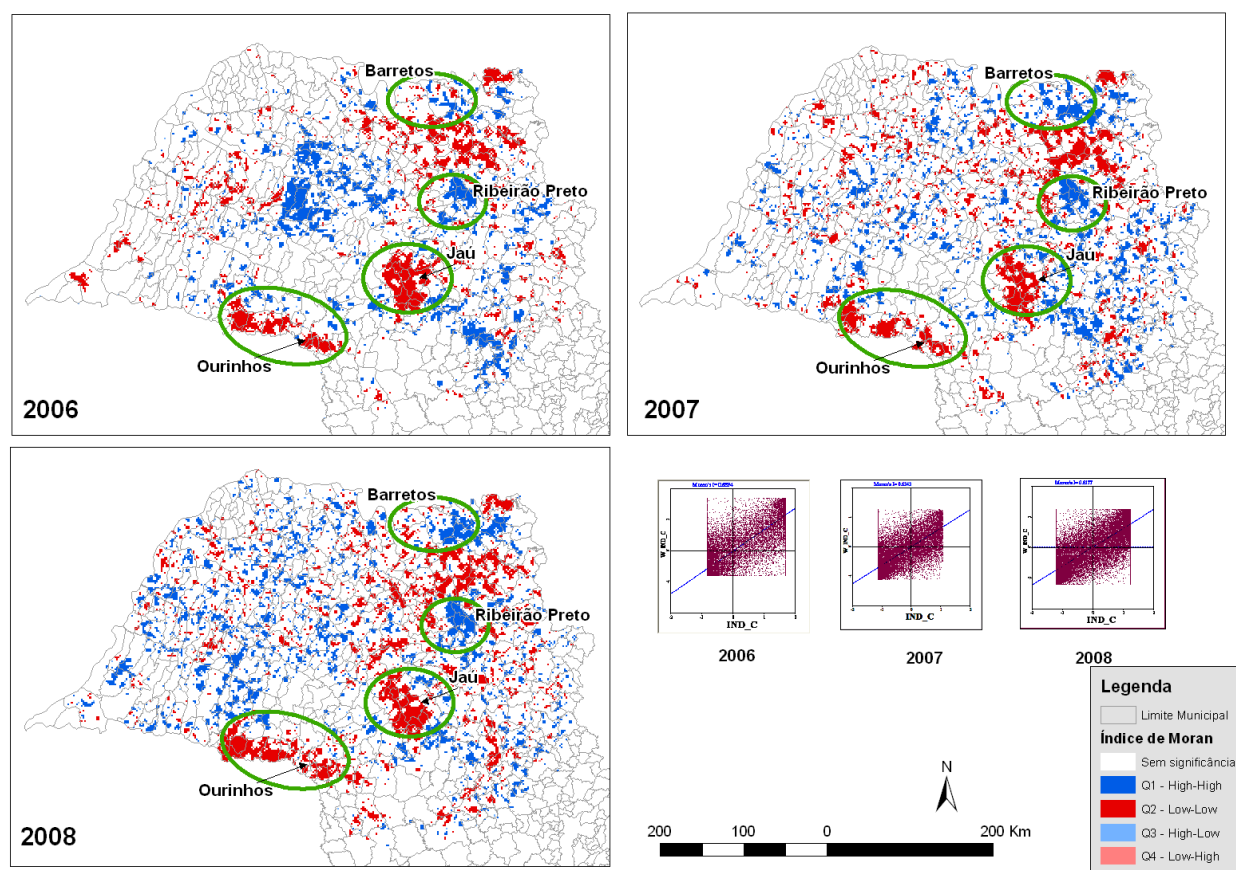 Barretos
Ribeirão Preto
Jaú
Ourinhos
2006
Barretos
Ribeirão Preto
Jaú
Ourinhos
2007
Barretos
Ribeirão Preto
Jaú
Ourinhos
2008
W_IND_C
IND_C
2006
W_IND_C
IND_C
2007
W_IND_C
IND_C
2008
N
200 100 0 200 Km
Legenda
Limite Municipal
Índice de Moran
Sem significância
Q1 - High-High
Q2 - Low-Low
Q3 - High-Low
Q4 - Low-High